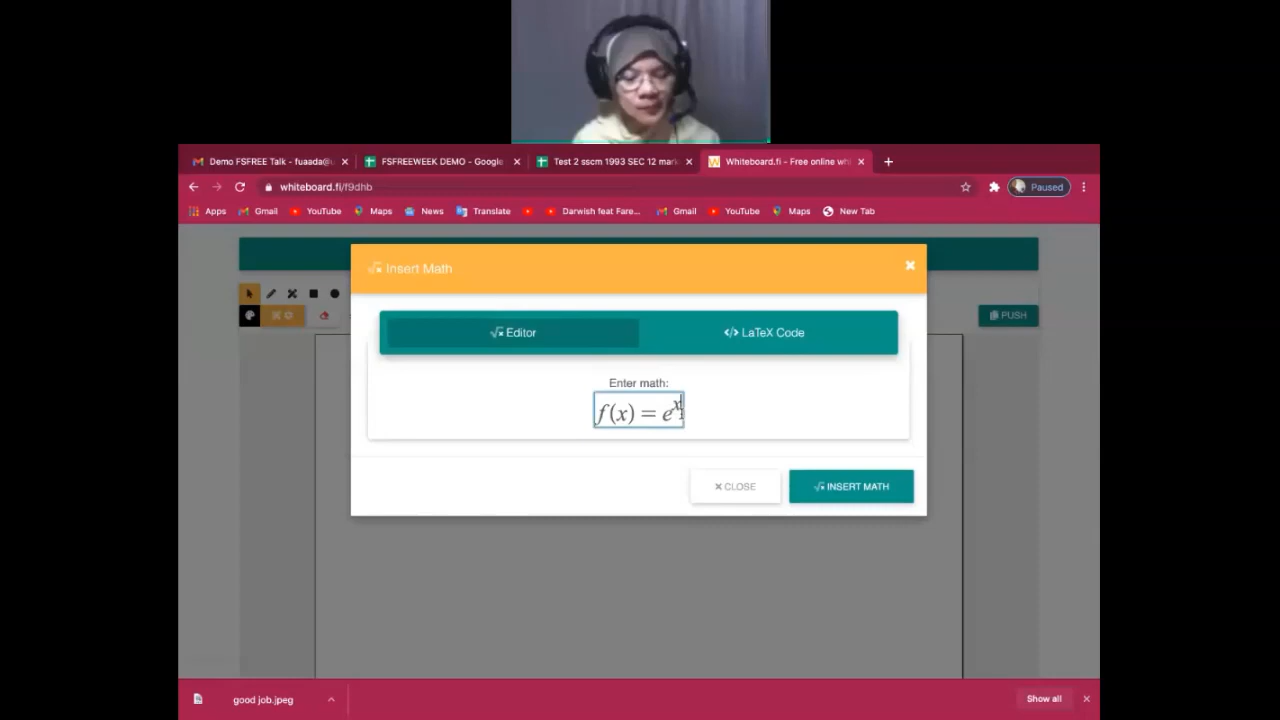 Demo FSFREE Talk - fuaada@
FSFREEWEEK DEMO - Google
Test 2 sscm 1993 SEC 12 mark
Whiteboard.fi - Free online whi
whiteboard.fi/f9dhb
Paused
Apps Gmail YouTube Maps News Translate Darwish feat Fare... Gmail YouTube Maps New Tab
Insert Math
Editor
</> LaTeX Code
PUSH
Enter math:
f(x) = e^x
CLOSE
INSERT MATH
good job.jpeg
Show all